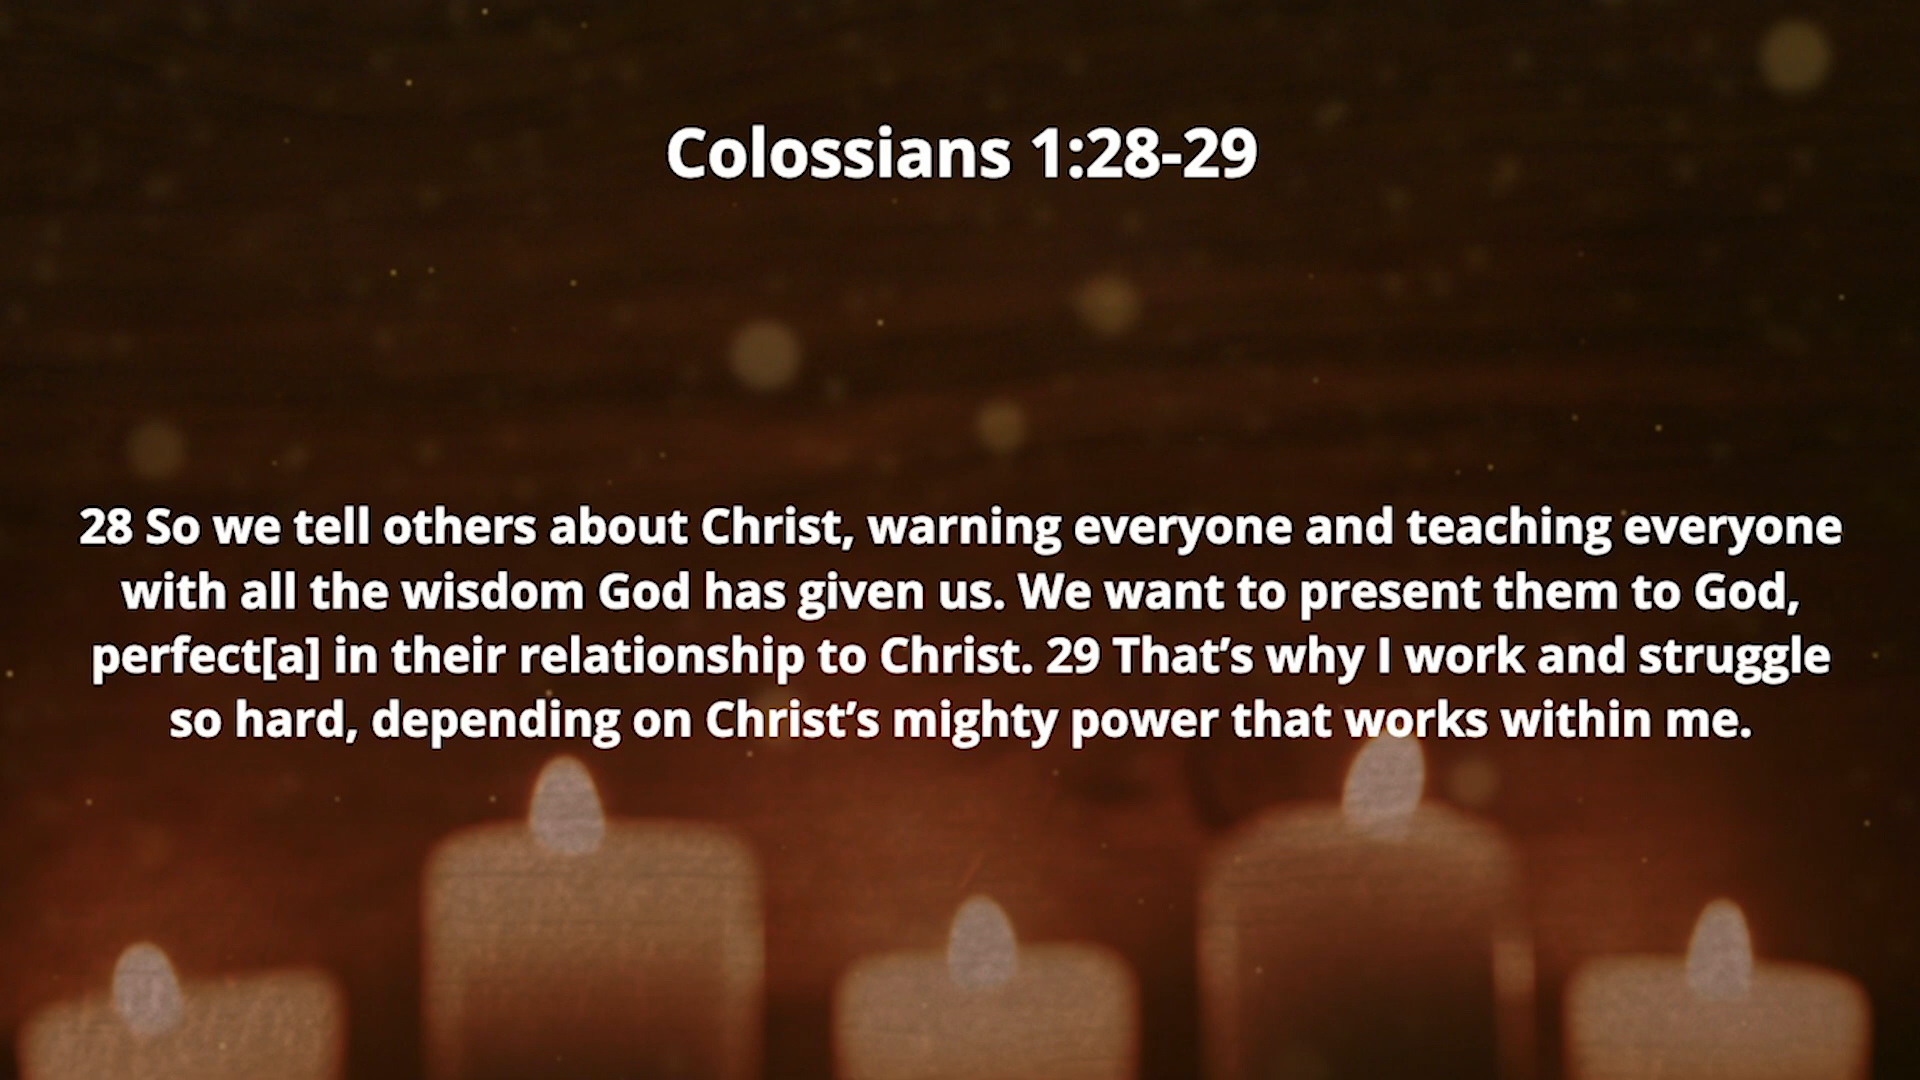 Colossians 1:28-29
28 So we tell others about Christ, warning everyone and teaching everyone
with all the wisdom God has given us. We want to present them to God,
perfect[a] in their relationship to Christ. 29 That’s why I work and struggle
so hard, depending on Christ’s mighty power that works within me.